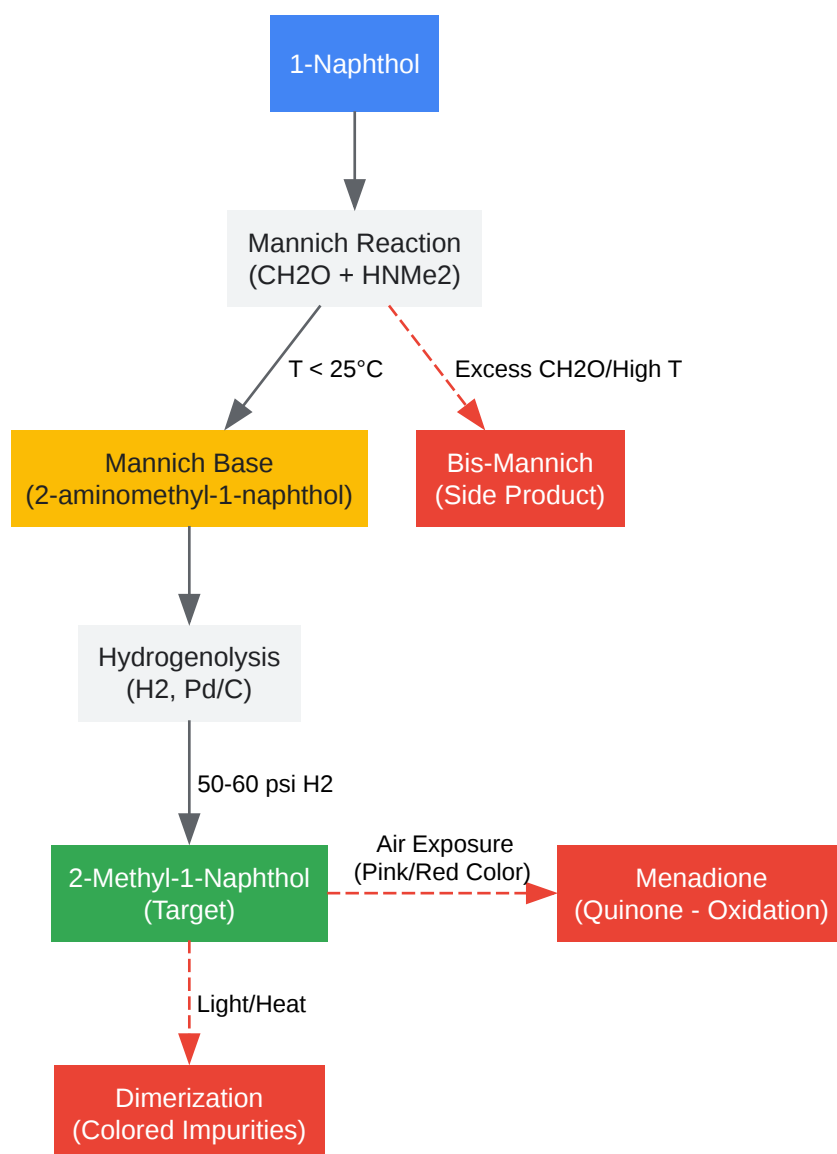 1-Naphthol
Mannich Reaction
(CH2O + HNMe2)
T < 25°C
Excess CH2O/High T
Mannich Base
(2-aminomethyl-1-naphthol)
Bis-Mannich
(Side Product)
Hydrogenolysis
(H2, Pd/C)
50-60 psi H2
2-Methyl-1-Naphthol
(Target)
Air Exposure
(Pink/Red Color)
Menadione
(Quinone - Oxidation)
Light/Heat
Dimerization
(Colored Impurities)